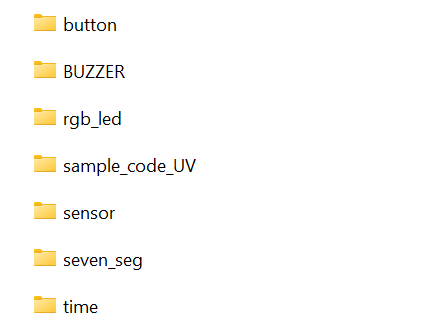 button
BUZZER
rgb_led
sample_code_UV
sensor
seven_seg
time